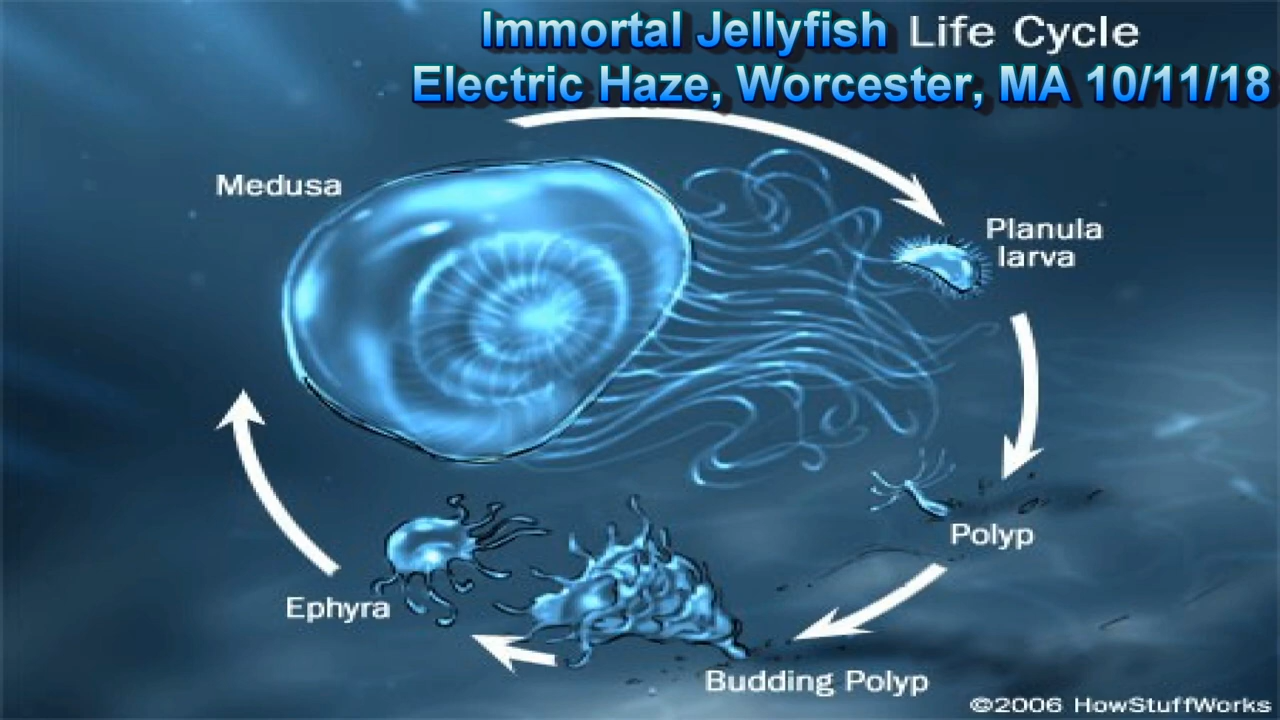 Immortal Jellyfish Life Cycle
Electric Haze, Worcester, MA 10/11/18
Medusa
Planula
larva
Polyp
Ephyra
Budding Polyp
©2006 HowStuffWorks